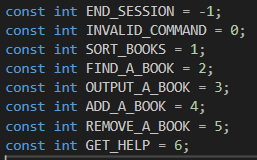 const int END_SESSION = -1;
const int INVALID_COMMAND = 0;
const int SORT_BOOKS = 1;
const int FIND_A_BOOK = 2;
const int OUTPUT_A_BOOK = 3;
const int ADD_A_BOOK = 4;
const int REMOVE_A_BOOK = 5;
const int GET_HELP = 6;